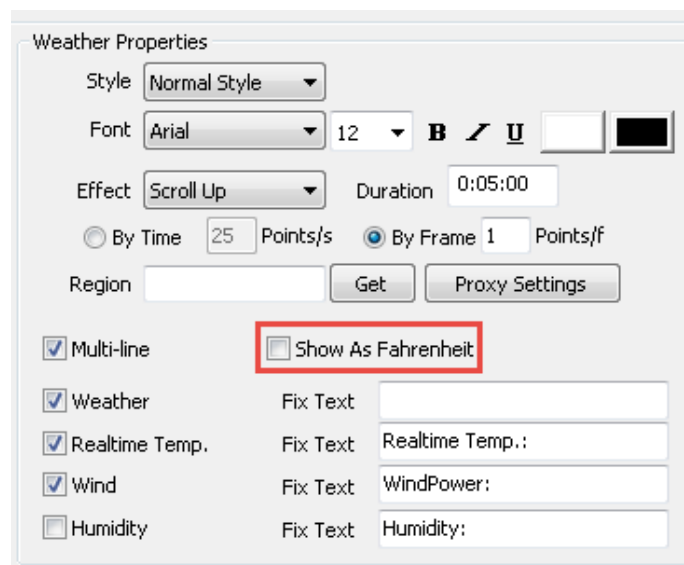 Weather Properties
Style Normal Style
Font Arial 12 B I U
Effect Scroll Up Duration 0:05:00
By Time 25 Points/s By Frame 1 Points/f
Region Get Proxy Settings
Multi-line Show As Fahrenheit
Weather Fix Text
Realtime Temp. Fix Text Realtime Temp.:
Wind Fix Text WindPower:
Humidity Fix Text Humidity: